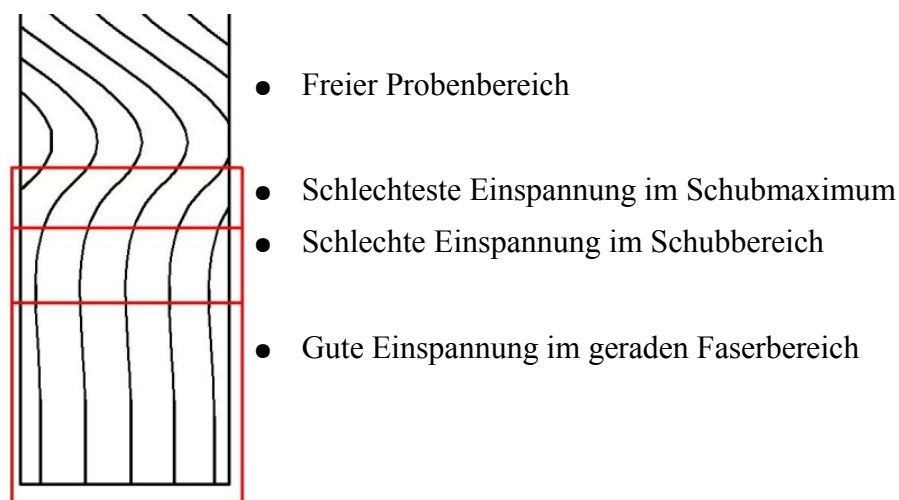 ● Freier Probenbereich
● Schlechteste Einspannung im Schubmaximum
● Schlechte Einspannung im Schubbereich
● Gute Einspannung im geraden Faserbereich